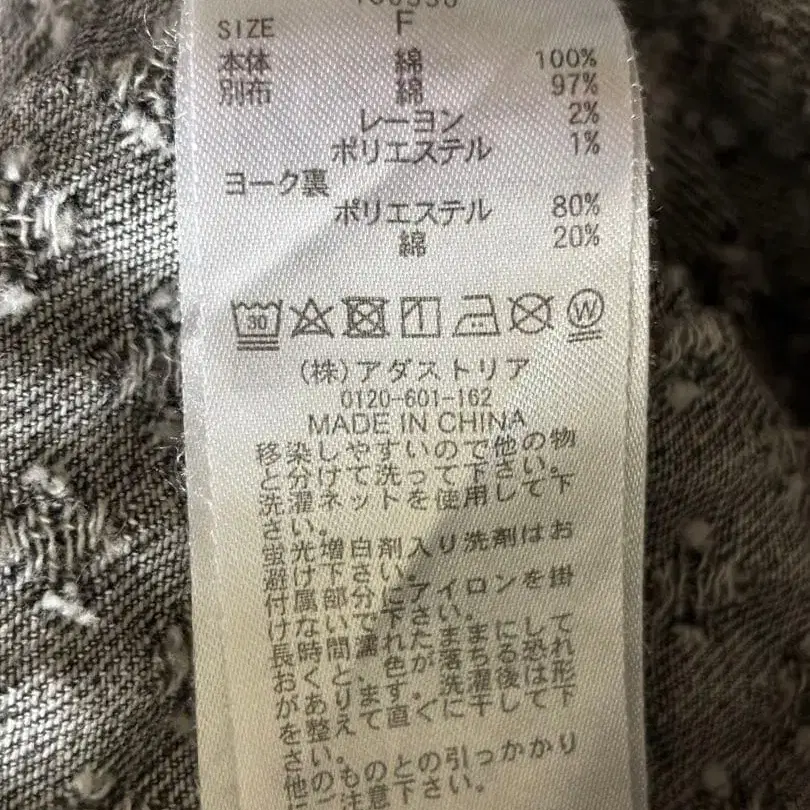 SIZE F
本体 綿 100%
別布 綿 97%
レーヨン 2%
ポリエステル 1%
ヨーク裏
ポリエステル 80%
綿 20%
30
W
(株)アダストリア
0120-601-162
MADE IN CHINA
移染しやすいので他の物
と分けて洗って下さい。
洗濯ネットを使用して下
さい。
蛍光増白剤入り洗剤はお
避け下さい。
付属部分にアイロンを掛
けないで下さい。
長時間濡れたままにして
おくと、色が落ちる恐れ
があります。洗濯後は形
を整えて直ぐに干して下
さい。
他のものとの引っかかり
にご注意下さい。